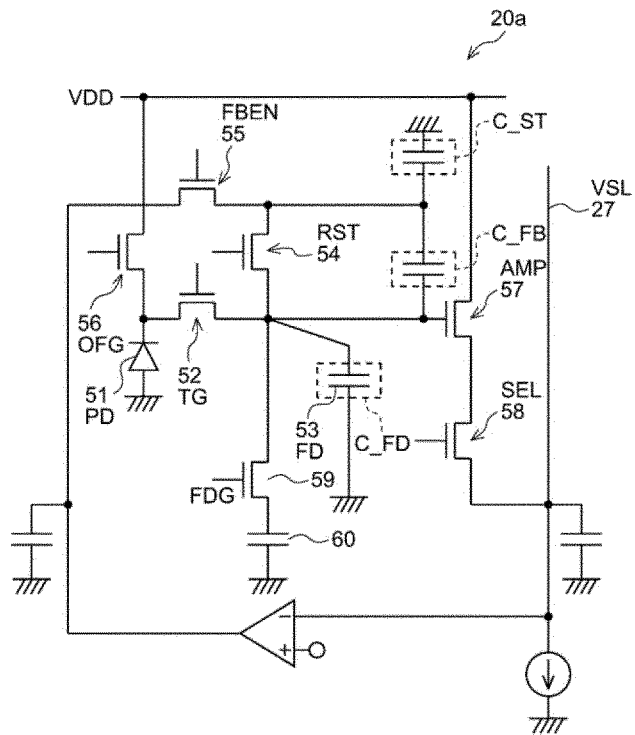 20a
VDD
FBEN
55
C_ST
VSL
27
RST
54
C_FB
AMP
57
56
OFG
52
TG
51
PD
53
FD
C_FD
SEL
58
FDG
59
60
−
+